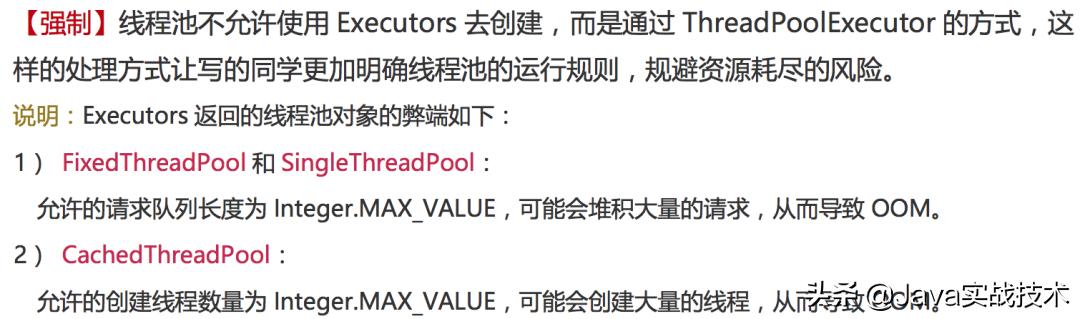 【强制】线程池不允许使用 Executors 去创建，而是通过 ThreadPoolExecutor 的方式，这
样的处理方式让写的同学更加明确线程池的运行规则，规避资源耗尽的风险。
说明：Executors 返回的线程池对象的弊端如下：
1） FixedThreadPool 和 SingleThreadPool：
允许的请求队列长度为 Integer.MAX_VALUE，可能会堆积大量的请求，从而导致 OOM。
2） CachedThreadPool：
允许的创建线程数量为 Integer.MAX_VALUE，可能会创建大量的线程，从而导致 OOM。
头条 @Java实战技术